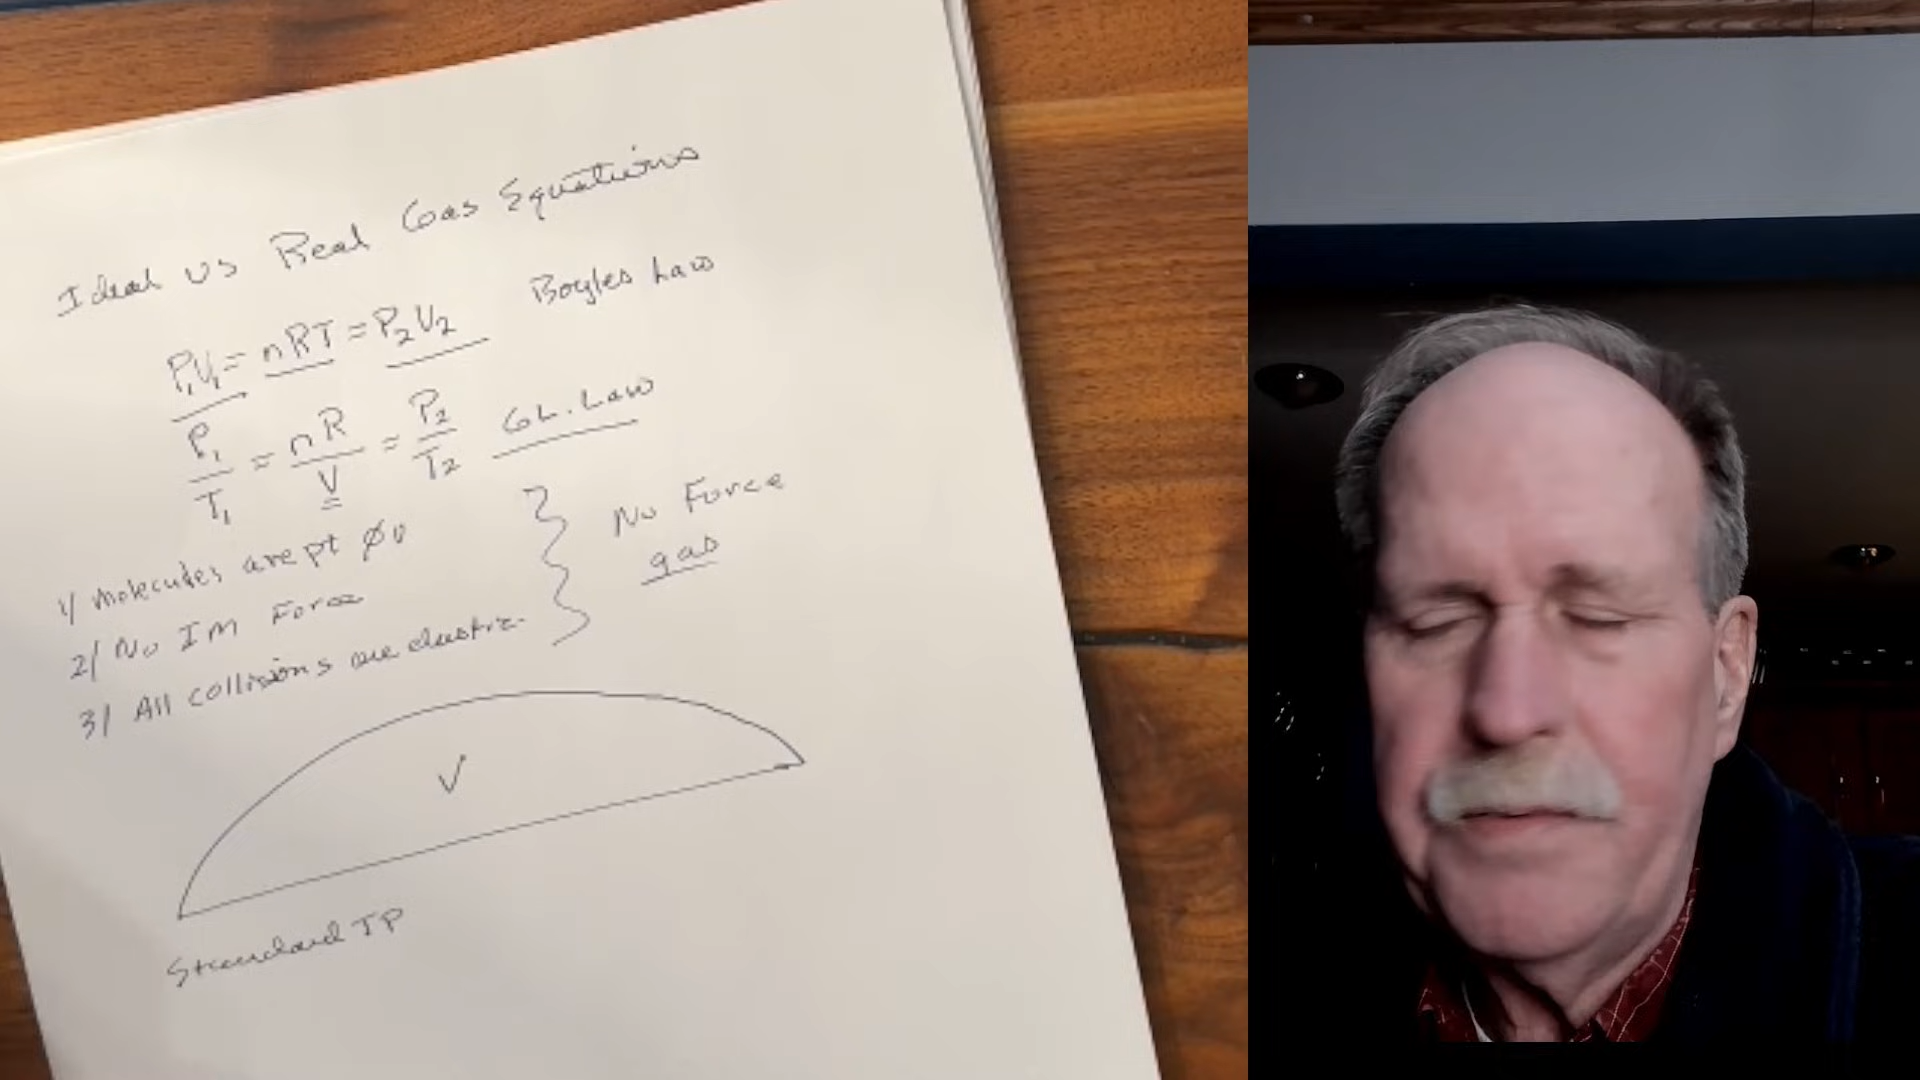 Ideal vs Real Gas Equations
P₁V₁ = nRT = P₂V₂ Boyles Law
P₁/T₁ = nR/V = P₂/T₂ GL. Law
1/ Molecules are pt øv
2/ No IM Force
3/ All collisions are elastic
No Force
gas
V
Standard TP